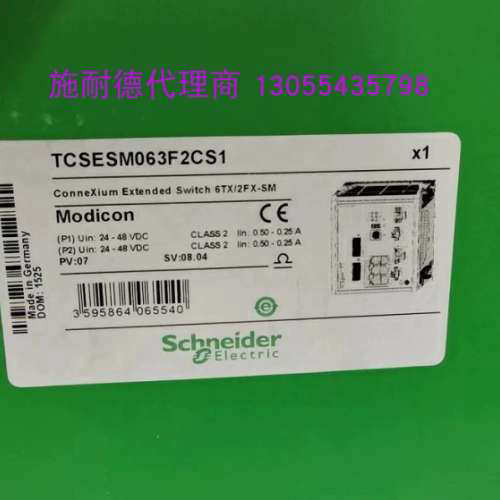 施耐德代理商 13055435798
TCSESM063F2CS1 x1
ConneXium Extended Switch 6TX/2FX-SM
Modicon CE
(P1) Uin: 24 - 48 VDC CLASS 2 Iin: 0.50 - 0.25 A
(P2) Uin: 24 - 48 VDC CLASS 2 Iin: 0.50 - 0.25 A
PV:07 SV:08.04
Made in Germany
DOM: 1525
3 595864 065540
Schneider
Electric